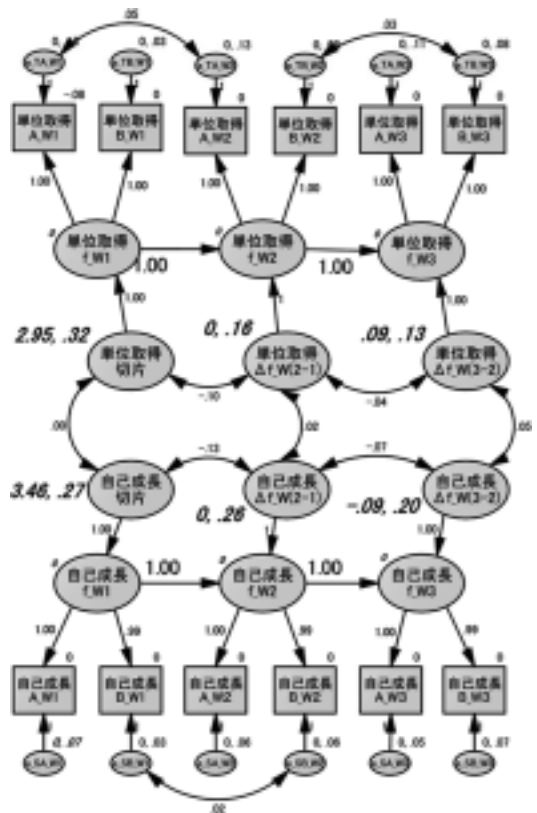 .05
.03
0, .03
0, .13
0, .11
0, .08
-.08
0
0
0
0
0
単位取得
A_W1
単位取得
B_W1
単位取得
A_W2
単位取得
B_W2
単位取得
A_W3
単位取得
B_W3
1.00
1.00
1.00
1.00
1.00
1.00
0
単位取得
f_W1
0
単位取得
f_W2
0
単位取得
f_W3
1.00
1.00
1.00
1
1.00
2.95, .32
0, .16
.09, .13
単位取得
切片
単位取得
Δf_W(2-1)
単位取得
Δf_W(3-2)
-.10
-.04
.02
.05
-.13
-.07
3.46, .27
自己成長
切片
0, .26
自己成長
Δf_W(2-1)
-.09, .20
自己成長
Δf_W(3-2)
1.00
1
1.00
0
自己成長
f_W1
1.00
0
自己成長
f_W2
1.00
0
自己成長
f_W3
1.00
.99
1.00
.99
1.00
.99
0
0
0
0
0
0
自己成長
A_W1
自己成長
B_W1
自己成長
A_W2
自己成長
B_W2
自己成長
A_W3
自己成長
B_W3
0, .07
0, .03
0, .06
0, .06
0, .05
0, .07
.02